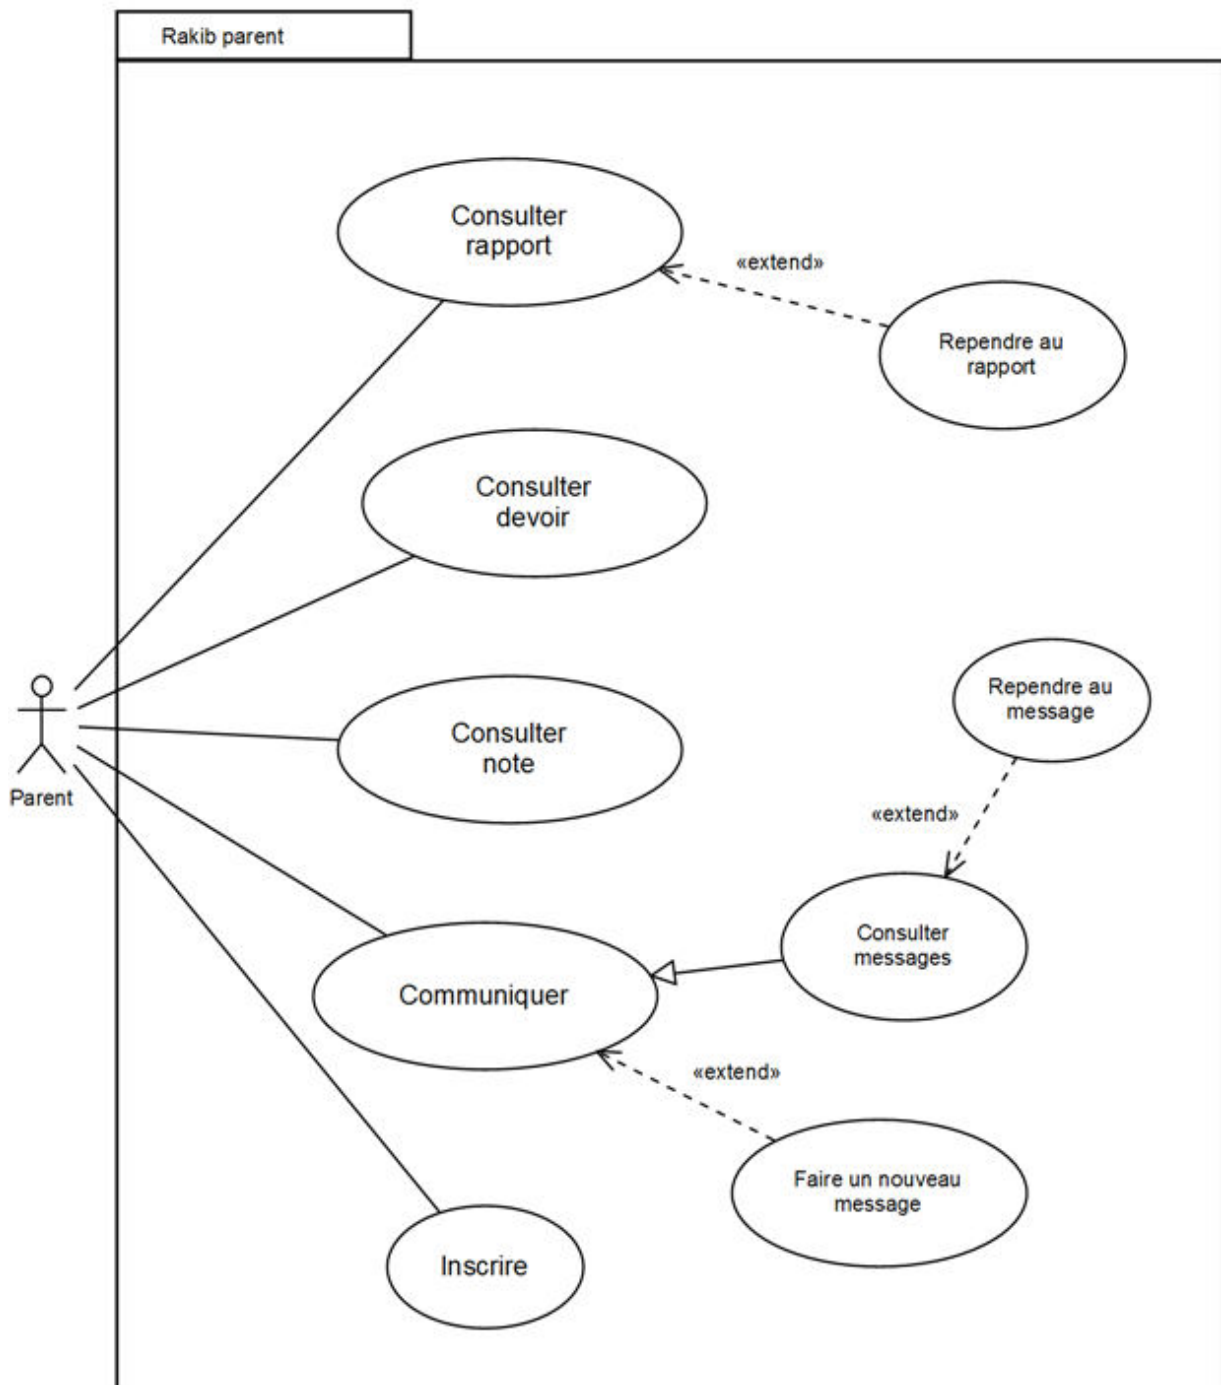 Rakib parent
Consulter
rapport
«extend»
Rependre au
rapport
Consulter
devoir
Rependre au
message
Consulter
note
Parent
«extend»
Consulter
messages
Communiquer
«extend»
Faire un nouveau
message
Inscrire